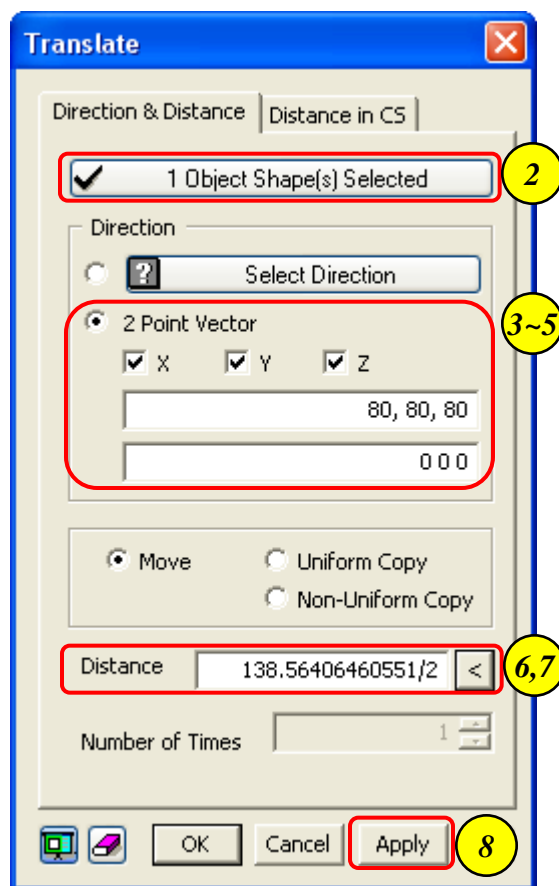 Translate
Direction & Distance
Distance in CS
1 Object Shape(s) Selected
2
Direction
?
Select Direction
2 Point Vector
3~5
X
Y
Z
80, 80, 80
0 0 0
Move
Uniform Copy
Non-Uniform Copy
Distance
138.56406460551/2
<
6,7
Number of Times
1
OK
Cancel
Apply
8